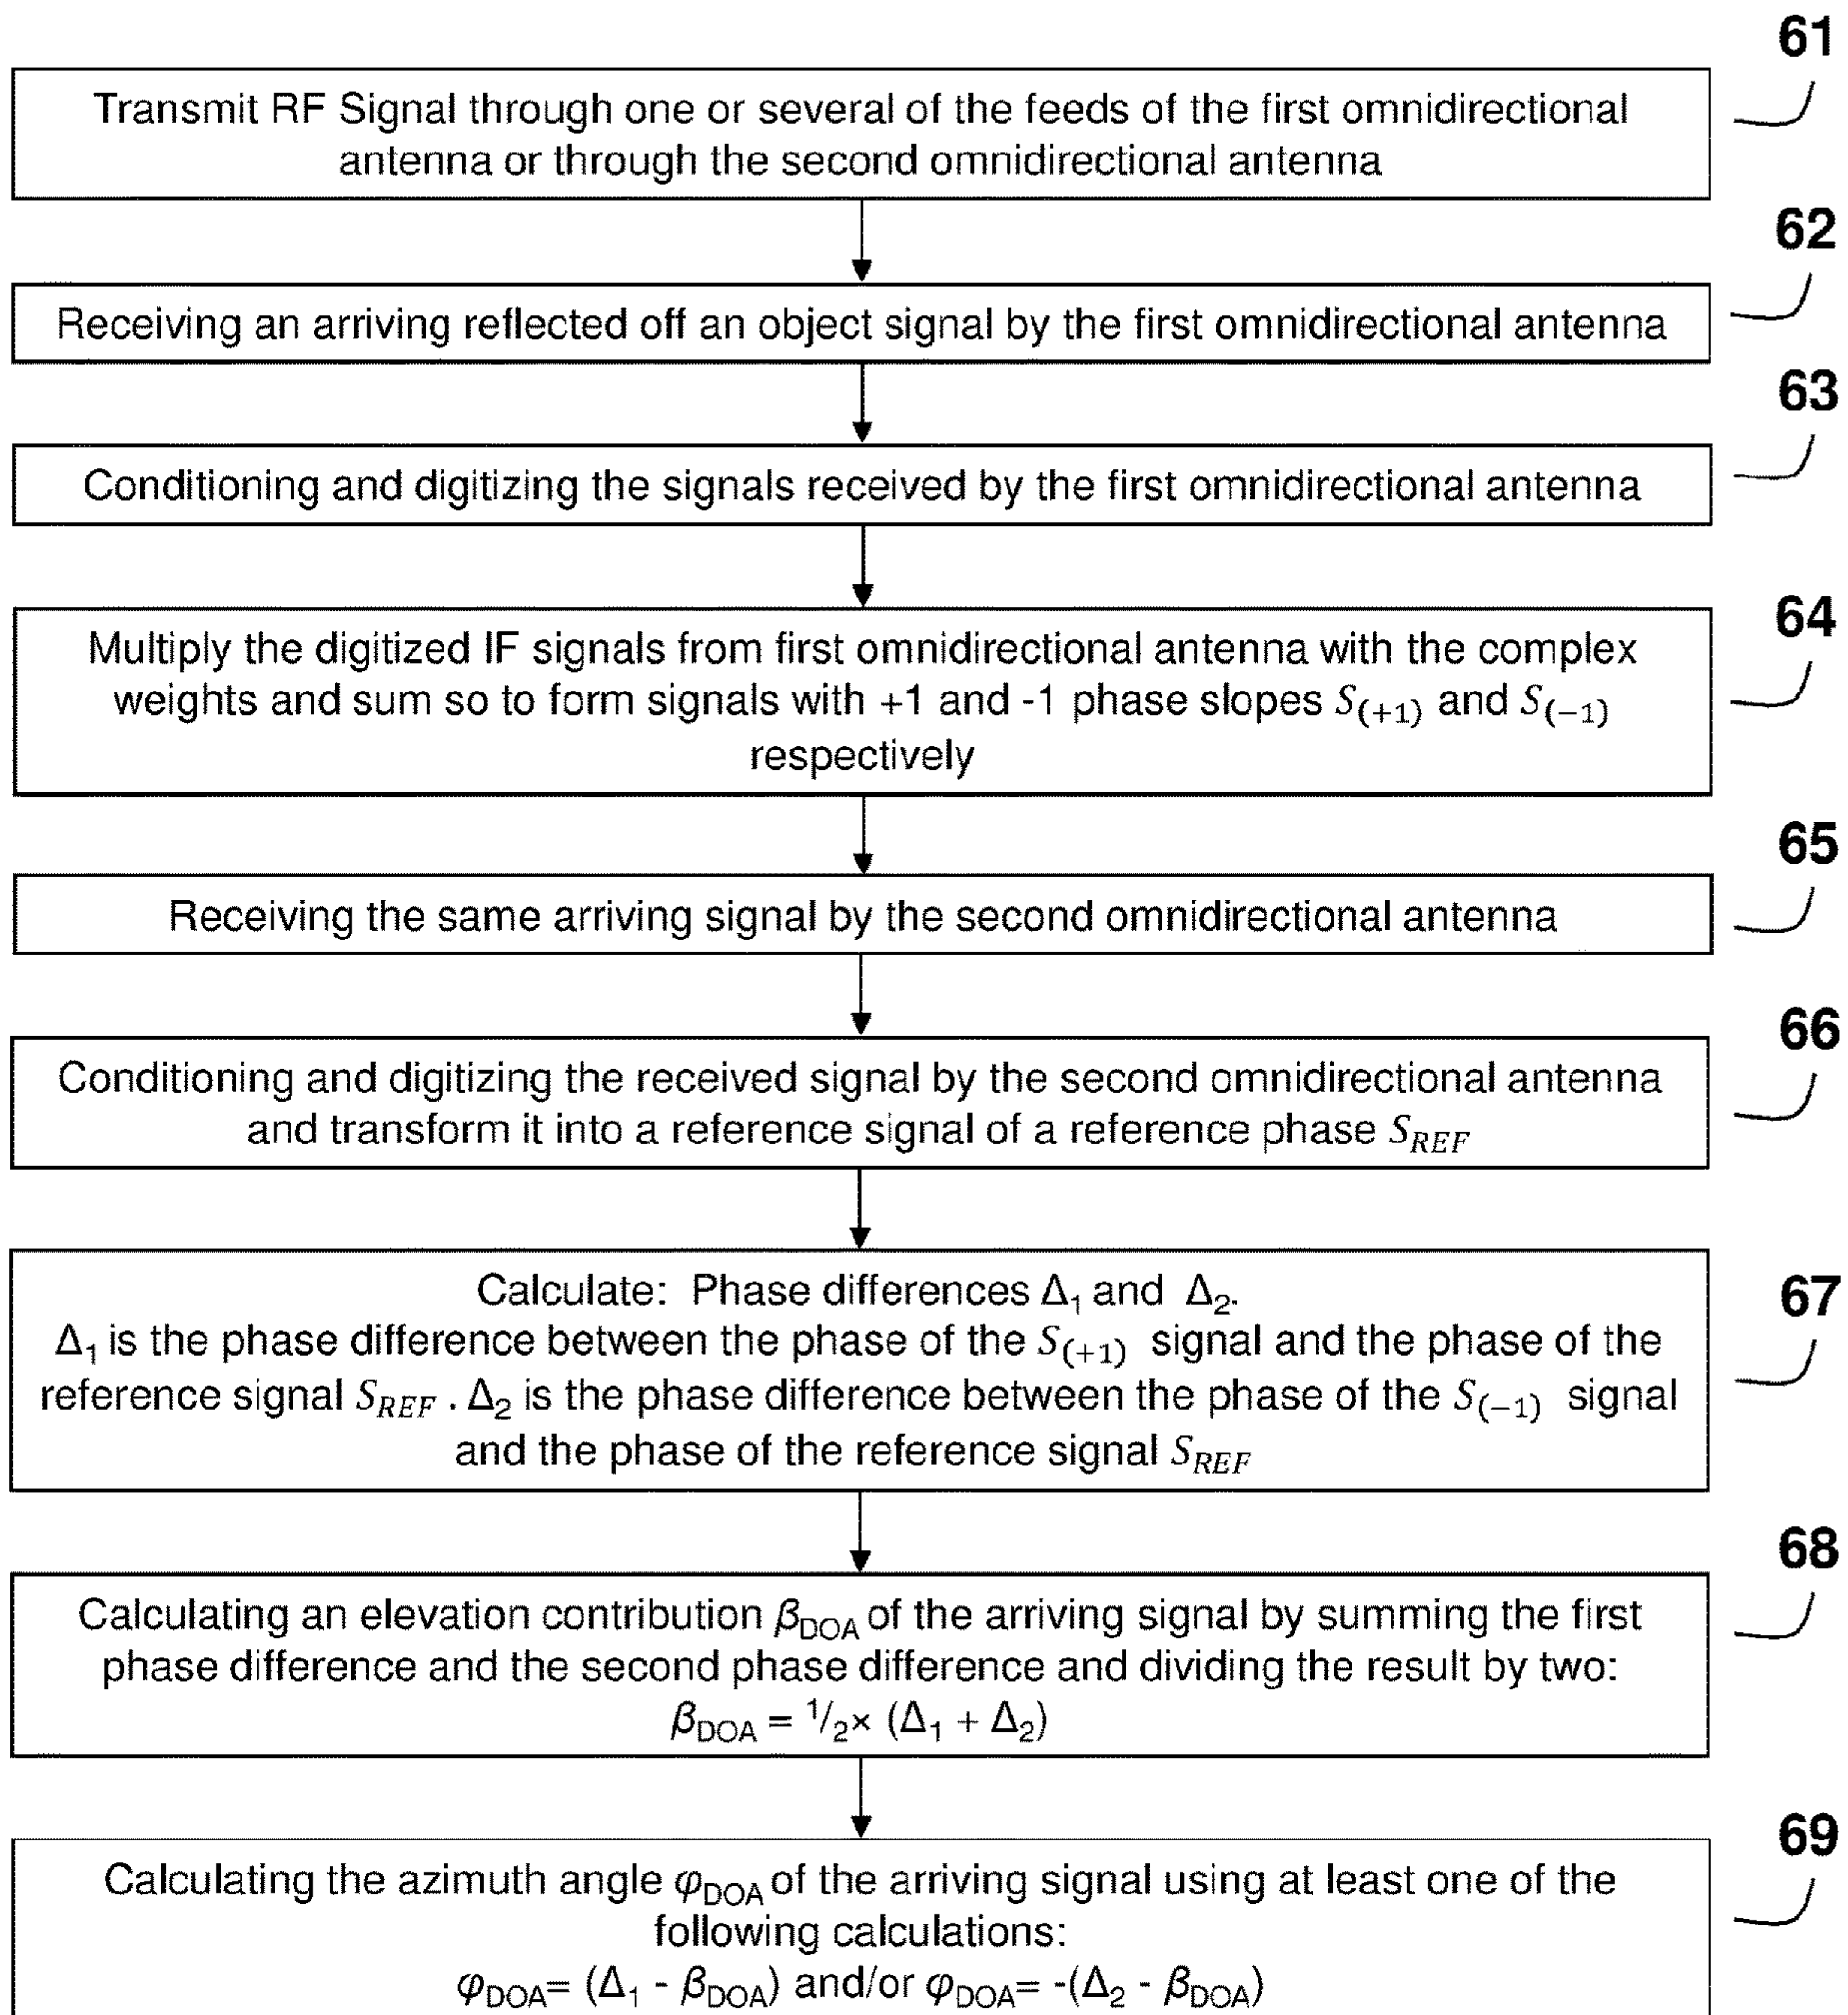 61
Transmit RF Signal through one or several of the feeds of the first omnidirectional
antenna or through the second omnidirectional antenna
62
Receiving an arriving reflected off an object signal by the first omnidirectional antenna
63
Conditioning and digitizing the signals received by the first omnidirectional antenna
64
Multiply the digitized IF signals from first omnidirectional antenna with the complex
weights and sum so to form signals with +1 and -1 phase slopes S(+1) and S(−1)
respectively
65
Receiving the same arriving signal by the second omnidirectional antenna
66
Conditioning and digitizing the received signal by the second omnidirectional antenna
and transform it into a reference signal of a reference phase SREF
67
Calculate: Phase differences Δ1 and Δ2.
Δ1 is the phase difference between the phase of the S(+1) signal and the phase of the
reference signal SREF . Δ2 is the phase difference between the phase of the S(−1) signal
and the phase of the reference signal SREF
68
Calculating an elevation contribution βDOA of the arriving signal by summing the first
phase difference and the second phase difference and dividing the result by two:
βDOA = 1/2× (Δ1 + Δ2)
69
Calculating the azimuth angle φDOA of the arriving signal using at least one of the
following calculations:
φDOA= (Δ1 - βDOA) and/or φDOA= -(Δ2 - βDOA)